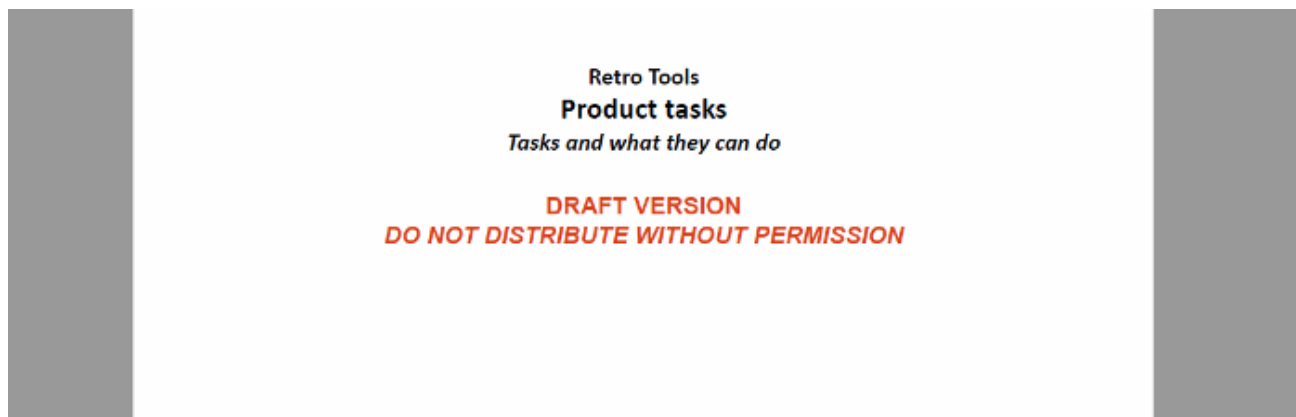 Retro Tools
Product tasks
Tasks and what they can do
DRAFT VERSION
DO NOT DISTRIBUTE WITHOUT PERMISSION